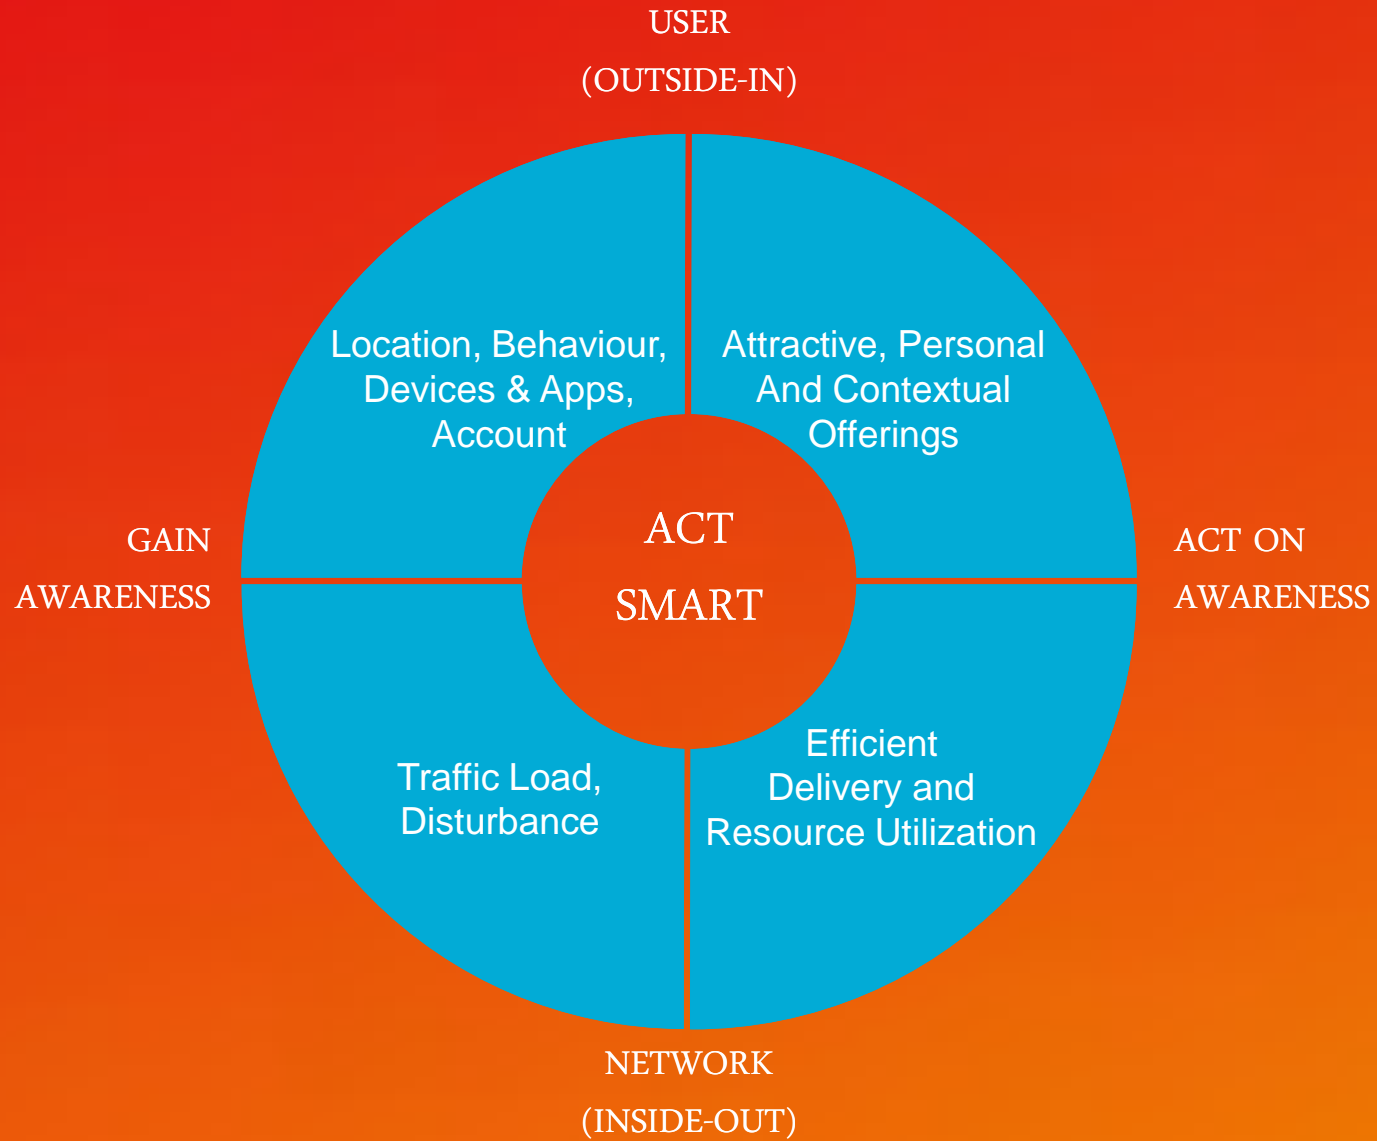 USER
(OUTSIDE-IN)
Location, Behaviour,
Devices & Apps,
Account
Attractive, Personal
And Contextual
Offerings
GAIN
AWARENESS
ACT
SMART
ACT ON
AWARENESS
Traffic Load,
Disturbance
Efficient
Delivery and
Resource Utilization
NETWORK
(INSIDE-OUT)